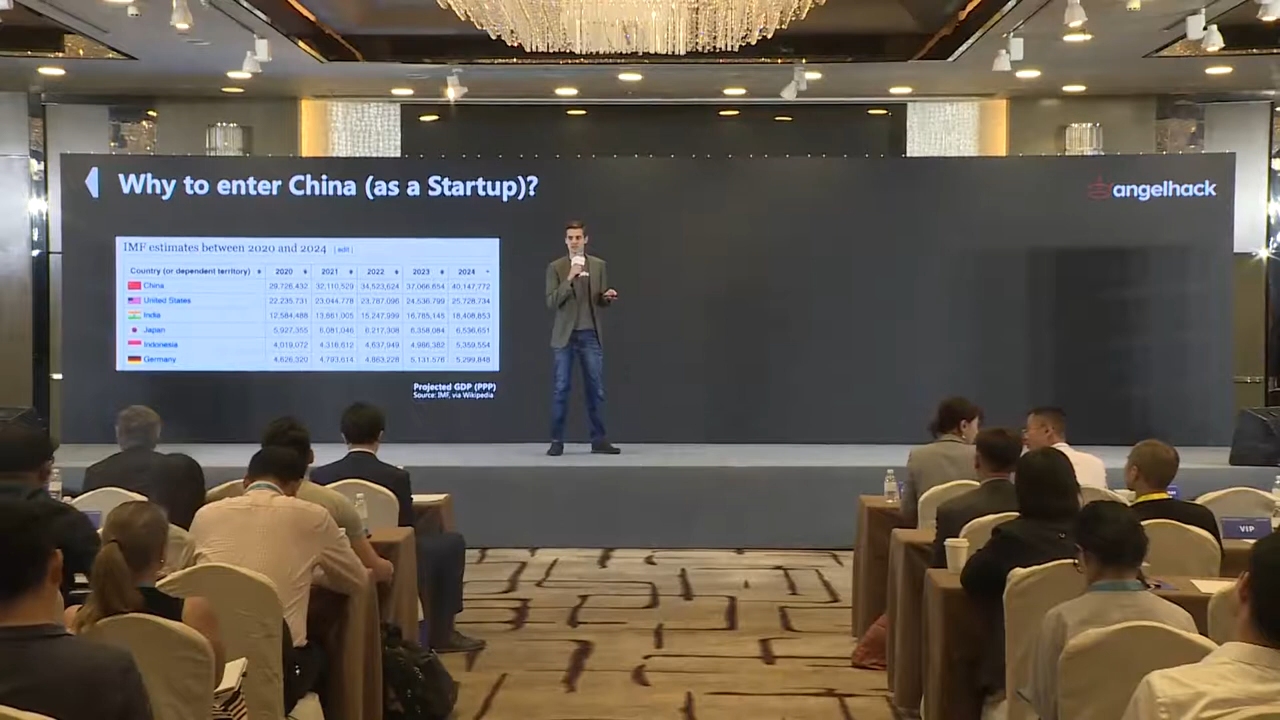 Why to enter China (as a Startup)?
angelhack
IMF estimates between 2020 and 2024 [edit]
Country (or dependent territory) 2020 2021 2022 2023 2024
China 29,726,432 32,110,529 34,523,624 37,066,654 40,147,772
United States 22,235,731 23,044,778 23,787,096 24,536,799 25,728,734
India 12,584,488 13,661,005 15,247,999 16,785,145 18,408,853
Japan 5,927,355 6,081,046 6,217,308 6,358,084 6,536,651
Indonesia 4,019,072 4,318,612 4,637,949 4,986,382 5,359,554
Germany 4,626,320 4,793,614 4,863,228 5,131,576 5,299,848
Projected GDP (PPP)
Source: IMF, via Wikipedia
VIP